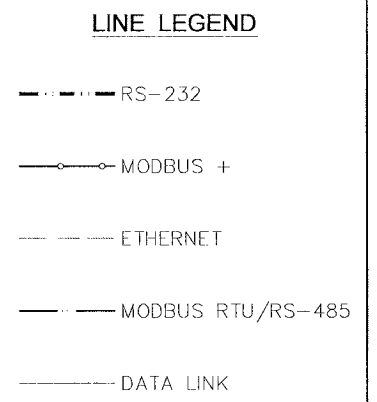 LINE LEGEND
RS-232
MODBUS +
ETHERNET
MODBUS RTU/RS-485
DATA LINK